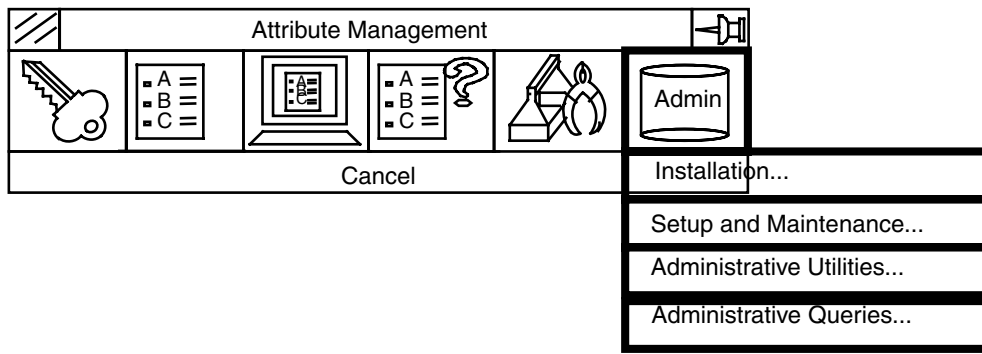 Attribute Management
A =
B =
C =
A
B
C
A =
B =
C =
Admin
Cancel
Installation...
Setup and Maintenance...
Administrative Utilities...
Administrative Queries...